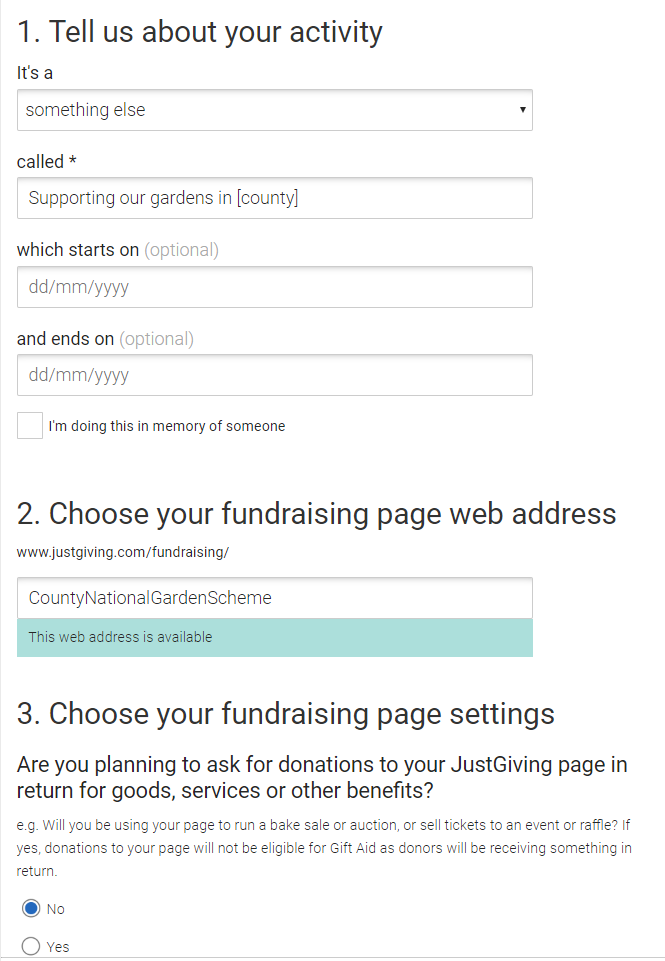 1. Tell us about your activity
It's a
something else
called *
Supporting our gardens in [county]
which starts on (optional)
dd/mm/yyyy
and ends on (optional)
dd/mm/yyyy
I'm doing this in memory of someone
2. Choose your fundraising page web address
www.justgiving.com/fundraising/
CountyNationalGardenScheme
This web address is available
3. Choose your fundraising page settings
Are you planning to ask for donations to your JustGiving page in
return for goods, services or other benefits?
e.g. Will you be using your page to run a bake sale or auction, or sell tickets to an event or raffle? If
yes, donations to your page will not be eligible for Gift Aid as donors will be receiving something in
return.
No
Yes